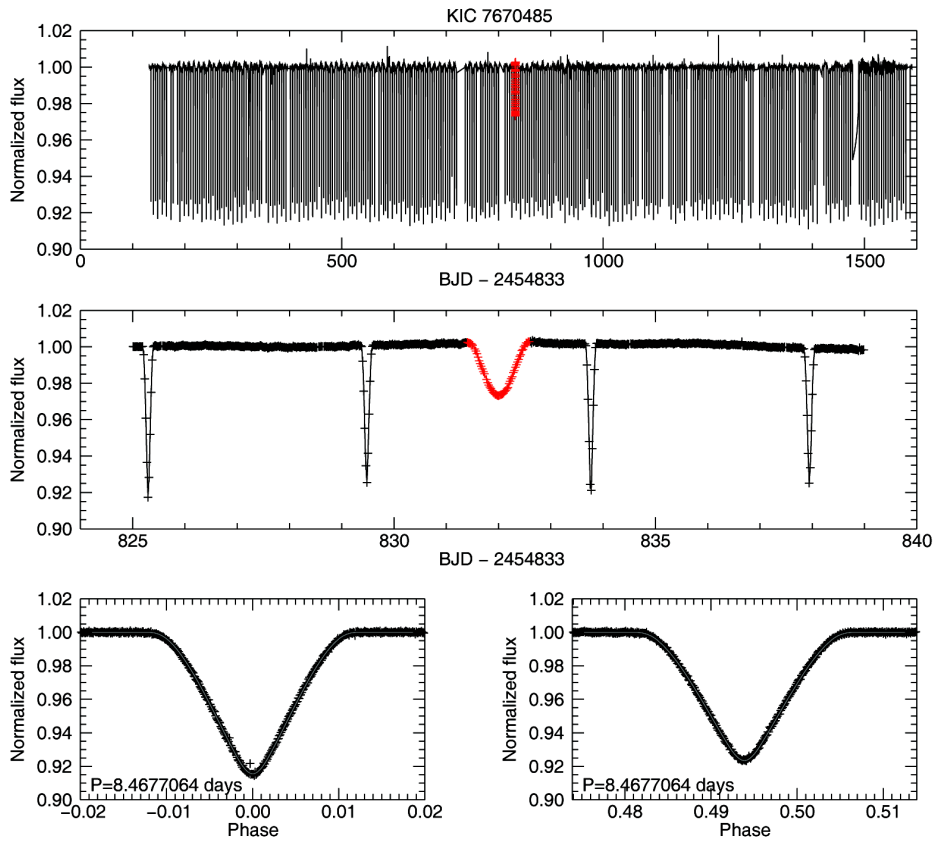 KIC 7670485
Normalized flux
1.02
1.00
0.98
0.96
0.94
0.92
0.90
0 500 1000 1500
BJD − 2454833
Normalized flux
1.02
1.00
0.98
0.96
0.94
0.92
0.90
825 830 835 840
BJD − 2454833
Normalized flux
1.02
1.00
0.98
0.96
0.94
0.92
0.90
P=8.4677064 days
−0.02 −0.01 0.00 0.01 0.02
Phase
Normalized flux
1.02
1.00
0.98
0.96
0.94
0.92
0.90
P=8.4677064 days
0.48 0.49 0.50 0.51
Phase